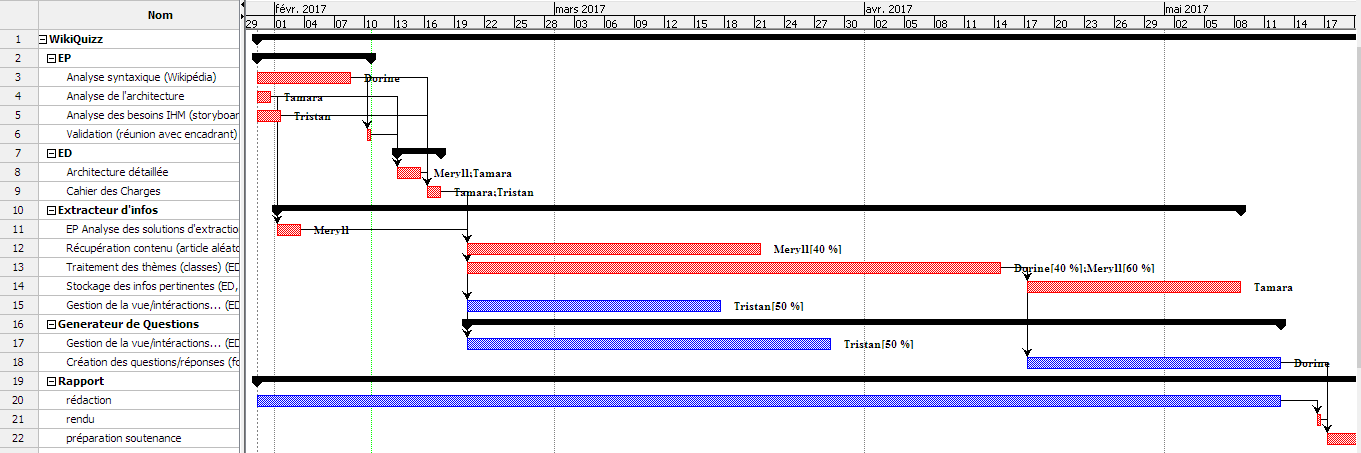 Nom
févr. 2017 mars 2017 avr. 2017 mai 2017
29 01 04 07 10 13 16 19 22 25 28 03 06 09 12 15 18 21 24 27 30 02 05 08 11 14 17 20 23 26 29 02 05 08 11 14 17
1 WikiQuizz
2 EP
3 Analyse syntaxique (Wikipédia) Dorine
4 Analyse de l'architecture Tamara
5 Analyse des besoins IHM (storyboar Tristan
6 Validation (réunion avec encadrant)
7 ED
8 Architecture détaillée Meryll;Tamara
9 Cahier des Charges Tamara;Tristan
10 Extracteur d'infos
11 EP Analyse des solutions d'extractio Meryll
12 Récupération contenu (article aléato Meryll[40 %]
13 Traitement des thèmes (classes) (ED Dorine[40 %];Meryll[60 %]
14 Stockage des infos pertinentes (ED, Tamara
15 Gestion de la vue/intéractions... (ED Tristan[50 %]
16 Generateur de Questions
17 Gestion de la vue/intéractions... (ED Tristan[50 %]
18 Création des questions/réponses (fo Dorine
19 Rapport
20 rédaction
21 rendu
22 préparation soutenance